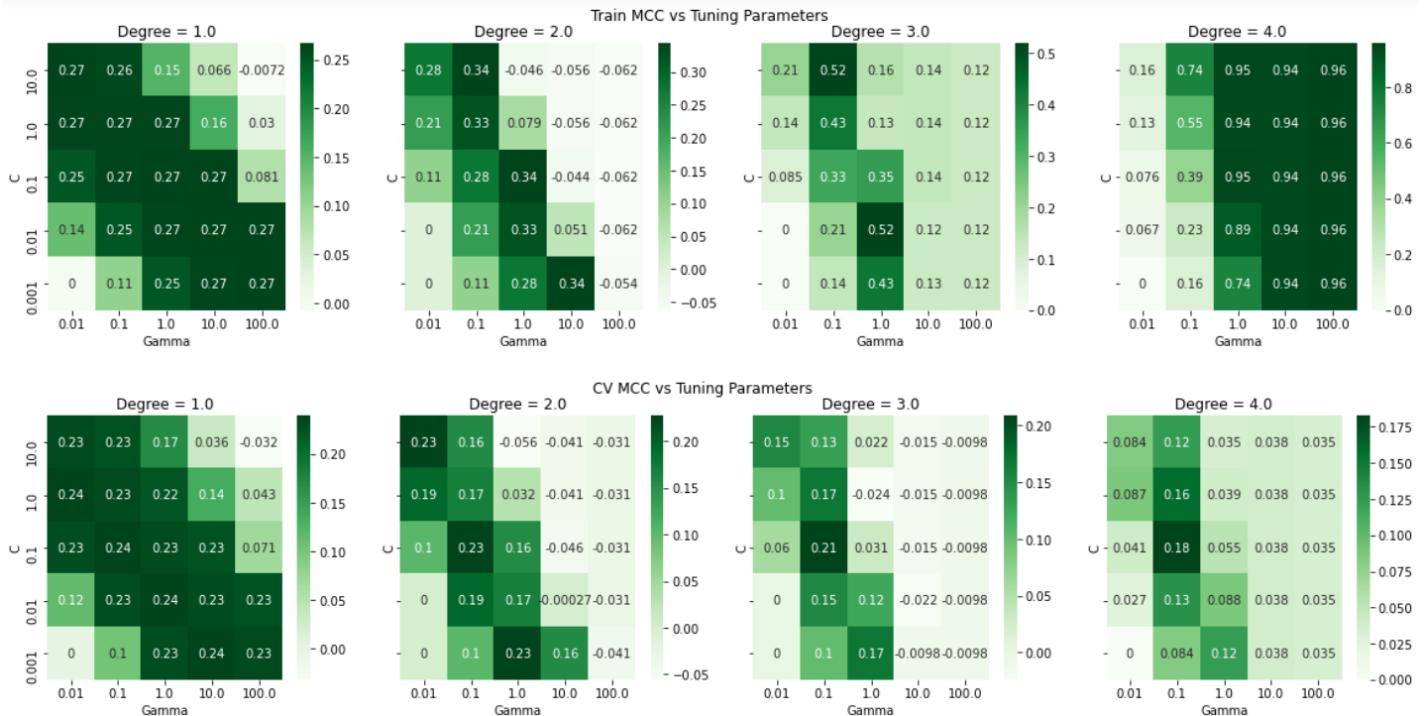 Train MCC vs Tuning Parameters
Degree = 1.0 Degree = 2.0 Degree = 3.0 Degree = 4.0
10.0 0.27 0.26 0.15 0.066 -0.0072 0.25 0.28 0.34 -0.046 -0.056 -0.062 0.30 0.21 0.52 0.16 0.14 0.12 0.5 0.16 0.74 0.95 0.94 0.96 0.8
1.0 0.27 0.27 0.27 0.16 0.03 0.20 0.21 0.33 0.079 -0.056 -0.062 0.25 0.14 0.43 0.13 0.14 0.12 0.4 0.13 0.55 0.94 0.94 0.96 0.6
C 0.1 0.25 0.27 0.27 0.27 0.081 0.15 C 0.11 0.28 0.34 -0.044 -0.062 0.20 0.15 C 0.085 0.33 0.35 0.14 0.12 0.3 C 0.076 0.39 0.95 0.94 0.96 0.4
0.01 0.14 0.25 0.27 0.27 0.27 0.10 0.05 0 0.21 0.33 0.051 -0.062 0.10 0.05 0 0.21 0.52 0.12 0.12 0.2 0.067 0.23 0.89 0.94 0.96 0.2
0.001 0 0.11 0.25 0.27 0.27 0.00 0 0.11 0.28 0.34 -0.054 0.00 -0.05 0 0.14 0.43 0.13 0.12 0.1 0.0 0 0.16 0.74 0.94 0.96 0.0
0.01 0.1 1.0 10.0 100.0 0.01 0.1 1.0 10.0 100.0 0.01 0.1 1.0 10.0 100.0 0.01 0.1 1.0 10.0 100.0
Gamma Gamma Gamma Gamma
CV MCC vs Tuning Parameters
Degree = 1.0 Degree = 2.0 Degree = 3.0 Degree = 4.0
10.0 0.23 0.23 0.17 0.036 -0.032 0.20 0.23 0.16 -0.056 -0.041 -0.031 0.20 0.15 0.13 0.022 -0.015 -0.0098 0.20 0.084 0.12 0.035 0.038 0.035 0.175 0.150
1.0 0.24 0.23 0.22 0.14 0.043 0.15 0.19 0.17 0.032 -0.041 -0.031 0.15 0.1 0.17 -0.024 -0.015 -0.0098 0.15 0.087 0.16 0.039 0.038 0.035 0.125
C 0.1 0.23 0.24 0.23 0.23 0.071 0.10 C 0.1 0.23 0.16 -0.046 -0.031 0.10 C 0.06 0.21 0.031 -0.015 -0.0098 0.10 C 0.041 0.18 0.055 0.038 0.035 0.100 0.075
0.01 0.12 0.23 0.24 0.23 0.23 0.05 0 0.19 0.17 -0.00027 -0.031 0.05 0 0.15 0.12 -0.022 -0.0098 0.05 0.027 0.13 0.088 0.038 0.035 0.050
0.001 0 0.1 0.23 0.24 0.23 0.00 0 0.1 0.23 0.16 -0.041 0.00 -0.05 0 0.1 0.17 -0.0098 -0.0098 0.00 0 0.084 0.12 0.038 0.035 0.025 0.000
0.01 0.1 1.0 10.0 100.0 0.01 0.1 1.0 10.0 100.0 0.01 0.1 1.0 10.0 100.0 0.01 0.1 1.0 10.0 100.0
Gamma Gamma Gamma Gamma